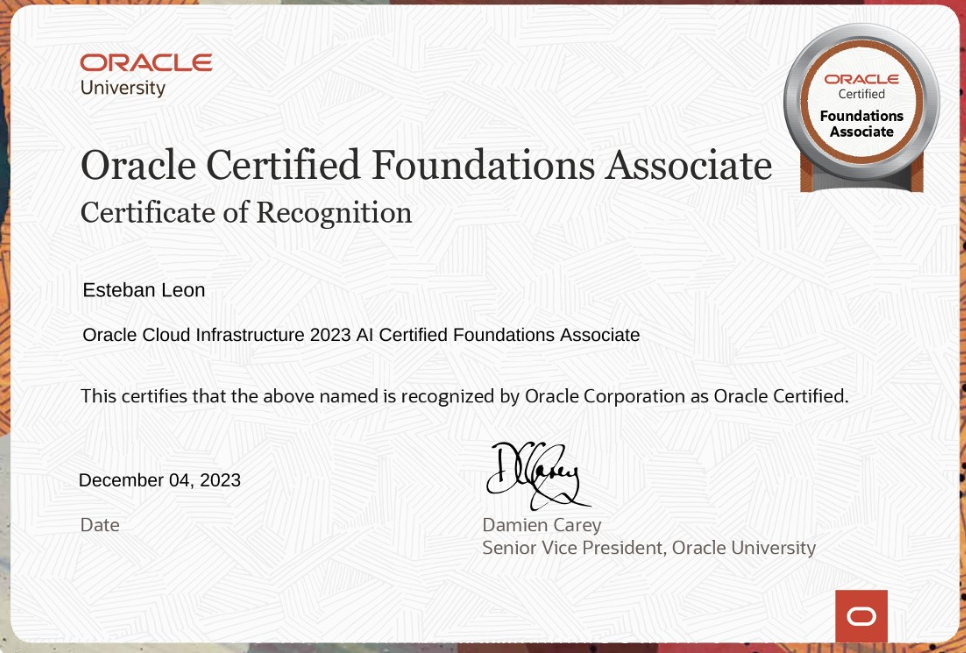 ORACLE
University
ORACLE
Certified
Foundations
Associate
Oracle Certified Foundations Associate
Certificate of Recognition
Esteban Leon
Oracle Cloud Infrastructure 2023 AI Certified Foundations Associate
This certifies that the above named is recognized by Oracle Corporation as Oracle Certified.
December 04, 2023
Date
DCarey
Damien Carey
Senior Vice President, Oracle University